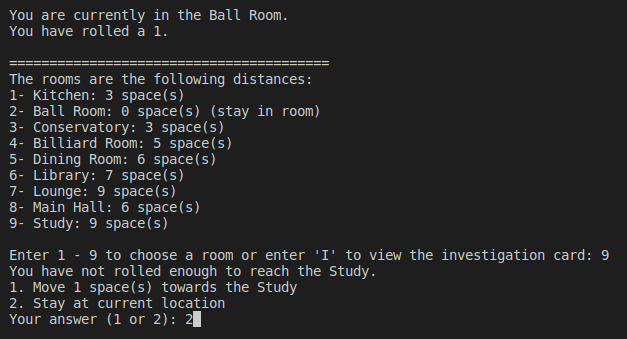 You are currently in the Ball Room.
You have rolled a 1.
========================================
The rooms are the following distances:
1- Kitchen: 3 space(s)
2- Ball Room: 0 space(s) (stay in room)
3- Conservatory: 3 space(s)
4- Billiard Room: 5 space(s)
5- Dining Room: 6 space(s)
6- Library: 7 space(s)
7- Lounge: 9 space(s)
8- Main Hall: 6 space(s)
9- Study: 9 space(s)
Enter 1 - 9 to choose a room or enter 'I' to view the investigation card: 9
You have not rolled enough to reach the Study.
1. Move 1 space(s) towards the Study
2. Stay at current location
Your answer (1 or 2): 2